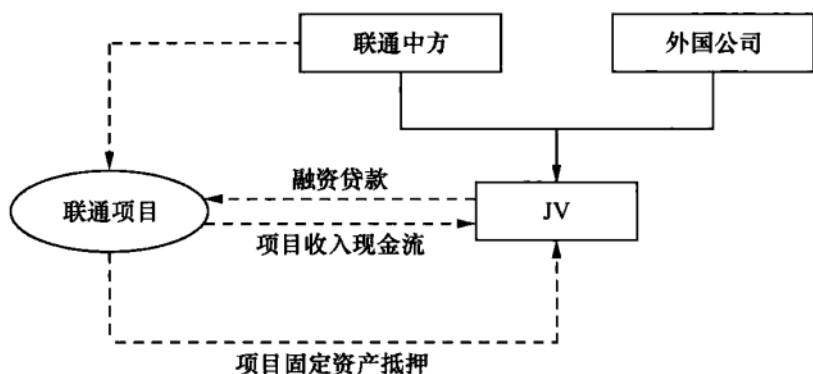 联通中方
外国公司
融资贷款
联通项目
JV
项目收入现金流
项目固定资产抵押